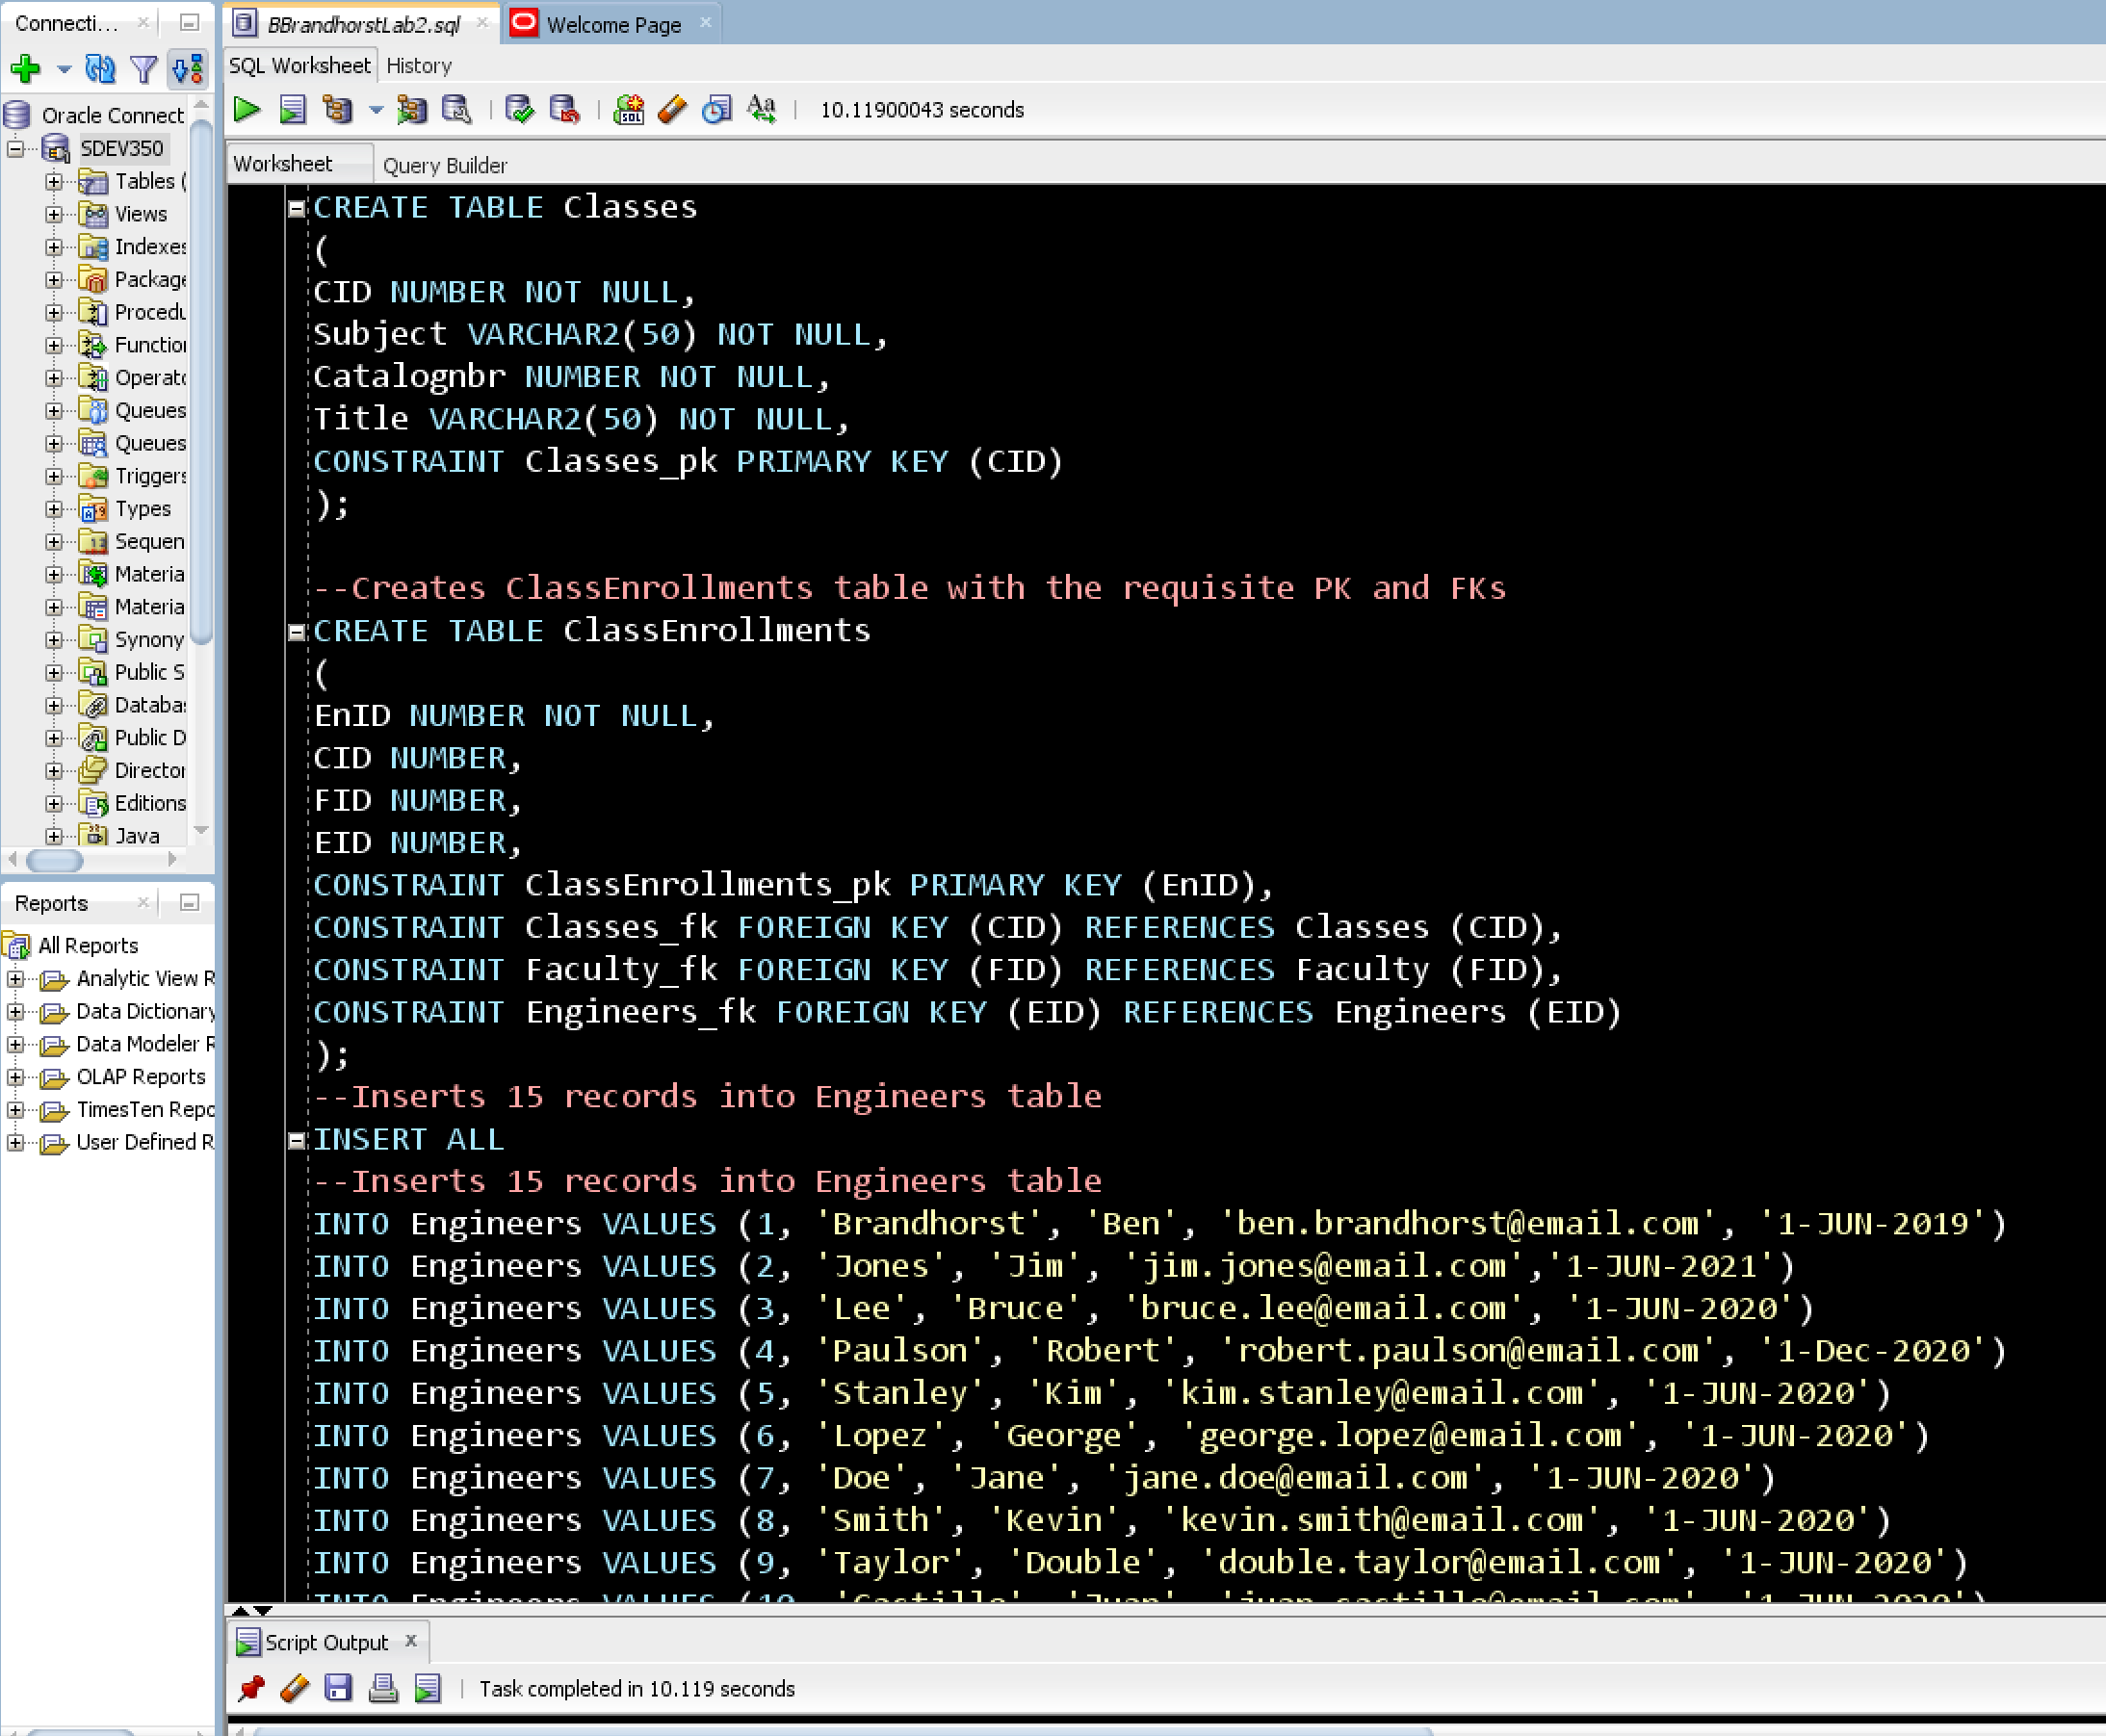 Connecti...
BBrandhorstLab2.sql
Welcome Page
SQL Worksheet
History
10.11900043 seconds
Worksheet
Query Builder
Oracle Connect
SDEV350
Tables (
Views
Indexes
Package
Procedu
Function
Operato
Queues
Queues
Triggers
Types
Sequen
Materia
Materia
Synony
Public S
Databa
Public D
Director
Editions
Java
Reports
All Reports
Analytic View R
Data Dictionary
Data Modeler R
OLAP Reports
TimesTen Repo
User Defined R
CREATE TABLE Classes
(
CID NUMBER NOT NULL,
Subject VARCHAR2(50) NOT NULL,
Catalognbr NUMBER NOT NULL,
Title VARCHAR2(50) NOT NULL,
CONSTRAINT Classes_pk PRIMARY KEY (CID)
);
--Creates ClassEnrollments table with the requisite PK and FKs
CREATE TABLE ClassEnrollments
(
EnID NUMBER NOT NULL,
CID NUMBER,
FID NUMBER,
EID NUMBER,
CONSTRAINT ClassEnrollments_pk PRIMARY KEY (EnID),
CONSTRAINT Classes_fk FOREIGN KEY (CID) REFERENCES Classes (CID),
CONSTRAINT Faculty_fk FOREIGN KEY (FID) REFERENCES Faculty (FID),
CONSTRAINT Engineers_fk FOREIGN KEY (EID) REFERENCES Engineers (EID)
);
--Inserts 15 records into Engineers table
INSERT ALL
--Inserts 15 records into Engineers table
INTO Engineers VALUES (1, 'Brandhorst', 'Ben', 'ben.brandhorst@email.com', '1-JUN-2019')
INTO Engineers VALUES (2, 'Jones', 'Jim', 'jim.jones@email.com','1-JUN-2021')
INTO Engineers VALUES (3, 'Lee', 'Bruce', 'bruce.lee@email.com', '1-JUN-2020')
INTO Engineers VALUES (4, 'Paulson', 'Robert', 'robert.paulson@email.com', '1-Dec-2020')
INTO Engineers VALUES (5, 'Stanley', 'Kim', 'kim.stanley@email.com', '1-JUN-2020')
INTO Engineers VALUES (6, 'Lopez', 'George', 'george.lopez@email.com', '1-JUN-2020')
INTO Engineers VALUES (7, 'Doe', 'Jane', 'jane.doe@email.com', '1-JUN-2020')
INTO Engineers VALUES (8, 'Smith', 'Kevin', 'kevin.smith@email.com', '1-JUN-2020')
INTO Engineers VALUES (9, 'Taylor', 'Double', 'double.taylor@email.com', '1-JUN-2020')
INTO Engineers VALUES (10, 'Castillo', 'Juan', 'juan.castillo@email.com', '1-JUN-2020')
Script Output
Task completed in 10.119 seconds